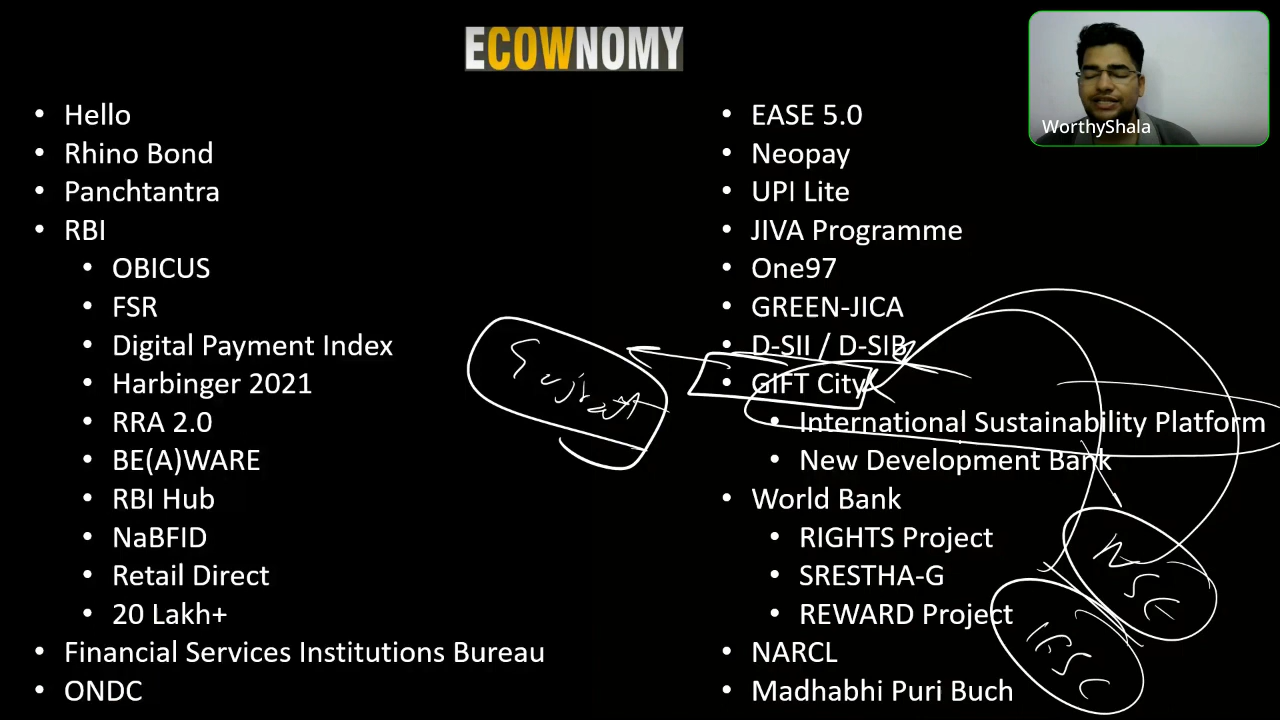 ECOWNOMY
WorthyShala
• Hello
• Rhino Bond
• Panchtantra
• RBI
• OBICUS
• FSR
• Digital Payment Index
• Harbinger 2021
• RRA 2.0
• BE(A)WARE
• RBI Hub
• NaBFID
• Retail Direct
• 20 Lakh+
• Financial Services Institutions Bureau
• ONDC
Gujrat
• EASE 5.0
• Neopay
• UPI Lite
• JIVA Programme
• One97
• GREEN-JICA
• D-SII / D-SIB
• GIFT City
• International Sustainability Platform
• New Development Bank
• World Bank
• RIGHTS Project
• SRESTHA-G
• REWARD Project
• NARCL
• Madhabhi Puri Buch
NSE
IFSC